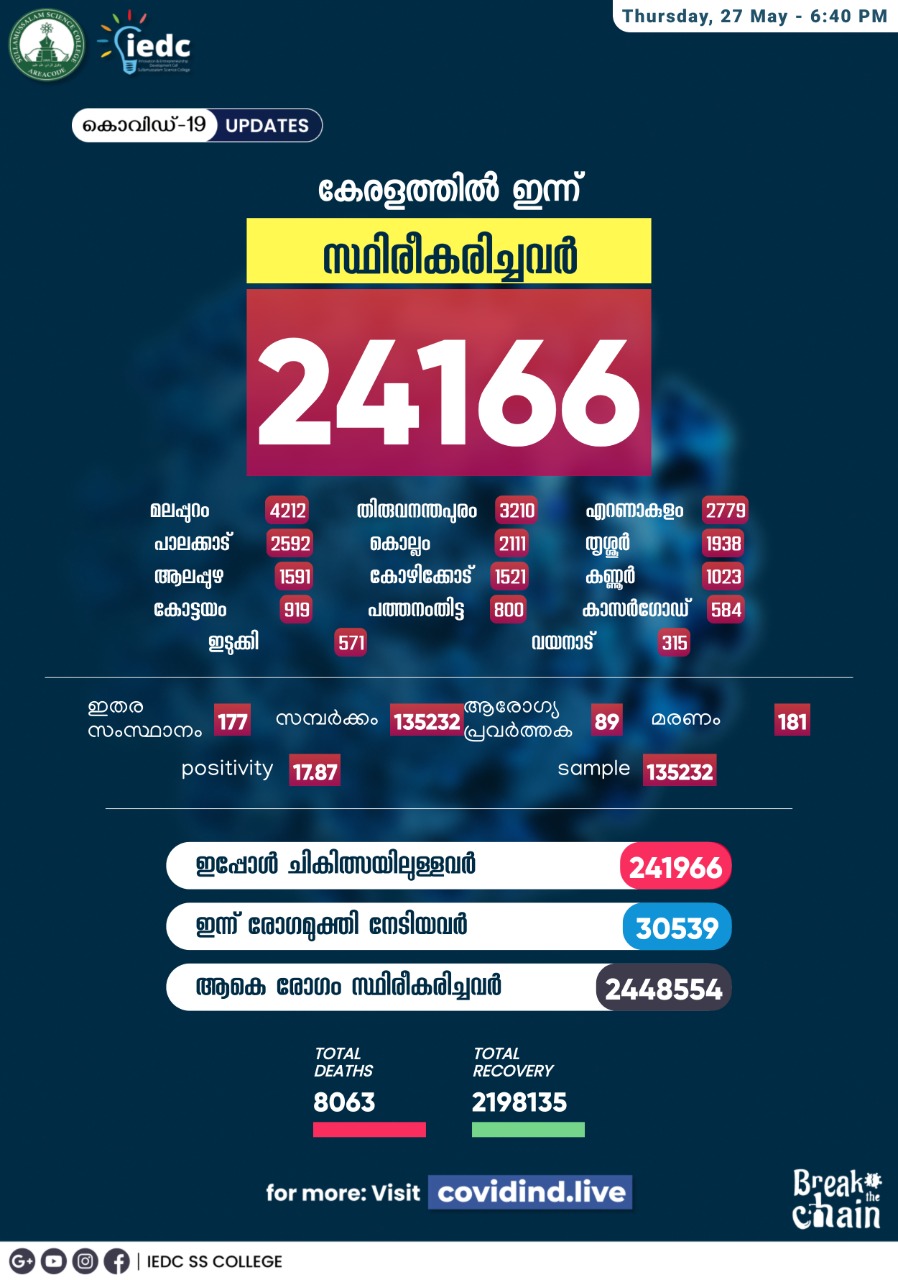 Thursday, 27 May - 6:40 PM
SULLAMUSSALAM SCIENCE COLLEGE
AREACODE
iedc
കൊവിഡ്-19 UPDATES
കേരളത്തിൽ ഇന്ന്
സ്ഥിരീകരിച്ചവർ
24166
മലപ്പുറം 4212 തിരുവനന്തപുരം 3210 എറണാകുളം 2779
പാലക്കാട് 2592 കൊല്ലം 2111 തൃശ്ശൂർ 1938
ആലപ്പുഴ 1591 കോഴിക്കോട് 1521 കണ്ണൂർ 1023
കോട്ടയം 919 പത്തനംതിട്ട 800 കാസർഗോഡ് 584
ഇടുക്കി 571 വയനാട് 315
ഇതര
സംസ്ഥാനം 177 സമ്പർക്കം 135232 ആരോഗ്യ
പ്രവർത്തക 89 മരണം 181
positivity 17.87 sample 135232
ഇപ്പോൾ ചികിത്സയിലുള്ളവർ 241966
ഇന്ന് രോഗമുക്തി നേടിയവർ 30539
ആകെ രോഗം സ്ഥിരീകരിച്ചവർ 2448554
TOTAL
DEATHS
8063
TOTAL
RECOVERY
2198135
for more: Visit covidind.live
Break
the
chain
G+ | IEDC SS COLLEGE